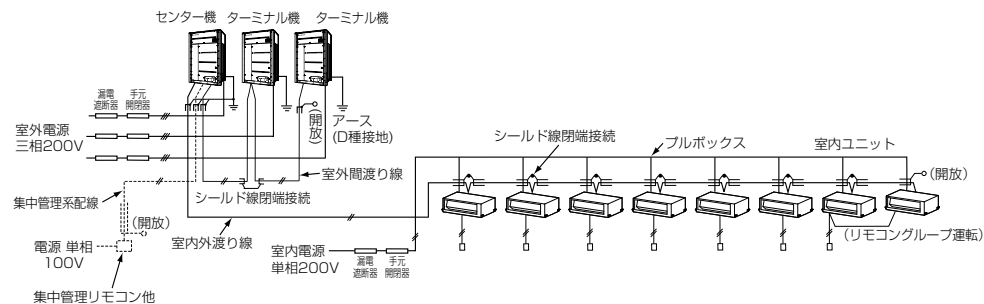 センター機
ターミナル機
ターミナル機
漏電
遮断器
手元
開閉器
室外電源
三相200V
(開放)
アース
(D種接地)
シールド線閉端接続
プルボックス
室内ユニット
室外間渡り線
(開放)
シールド線閉端接続
集中管理系配線
(開放)
室内外渡り線
電源 単相
100V
室内電源
単相200V
漏電
遮断器
手元
開閉器
(リモコングループ運転)
集中管理リモコン他